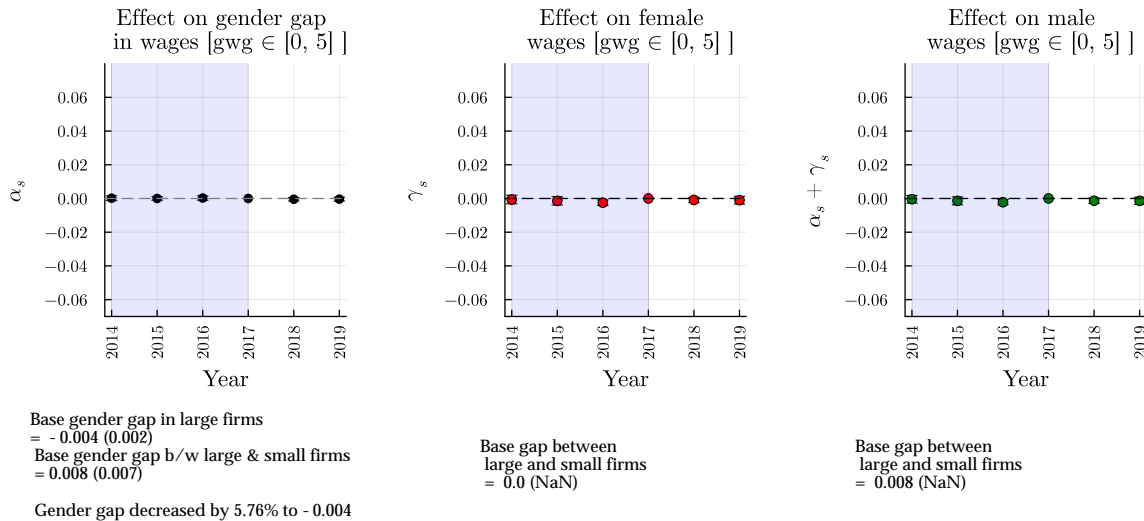 Effect on gender gap
in wages [gwg ∈ [0, 5] ]
0.06
0.04
0.02
0.00
−0.02
−0.04
−0.06
α_s
2014
2015
2016
2017
2018
2019
Year
Base gender gap in large firms
= - 0.004 (0.002)
Base gender gap b/w large & small firms
= 0.008 (0.007)
Gender gap decreased by 5.76% to - 0.004
Effect on female
wages [gwg ∈ [0, 5] ]
0.06
0.04
0.02
0.00
−0.02
−0.04
−0.06
γ_s
2014
2015
2016
2017
2018
2019
Year
Base gap between
large and small firms
= 0.0 (NaN)
Effect on male
wages [gwg ∈ [0, 5] ]
0.06
0.04
0.02
0.00
−0.02
−0.04
−0.06
α_s + γ_s
2014
2015
2016
2017
2018
2019
Year
Base gap between
large and small firms
= 0.008 (NaN)